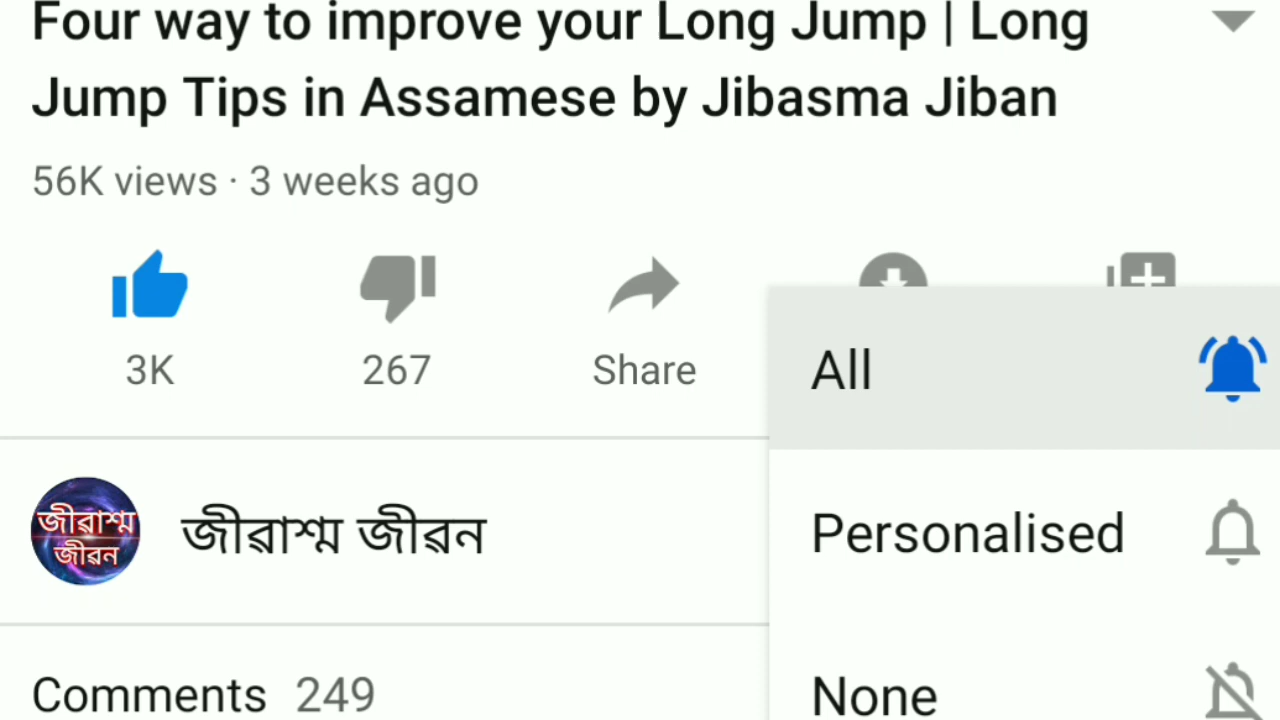 Four way to improve your Long Jump | Long
Jump Tips in Assamese by Jibasma Jiban
56K views · 3 weeks ago
3K
267
Share
All
জীৱাশ্ম
জীৱন
জীৱাশ্ম জীৱন
Personalised
Comments 249
None